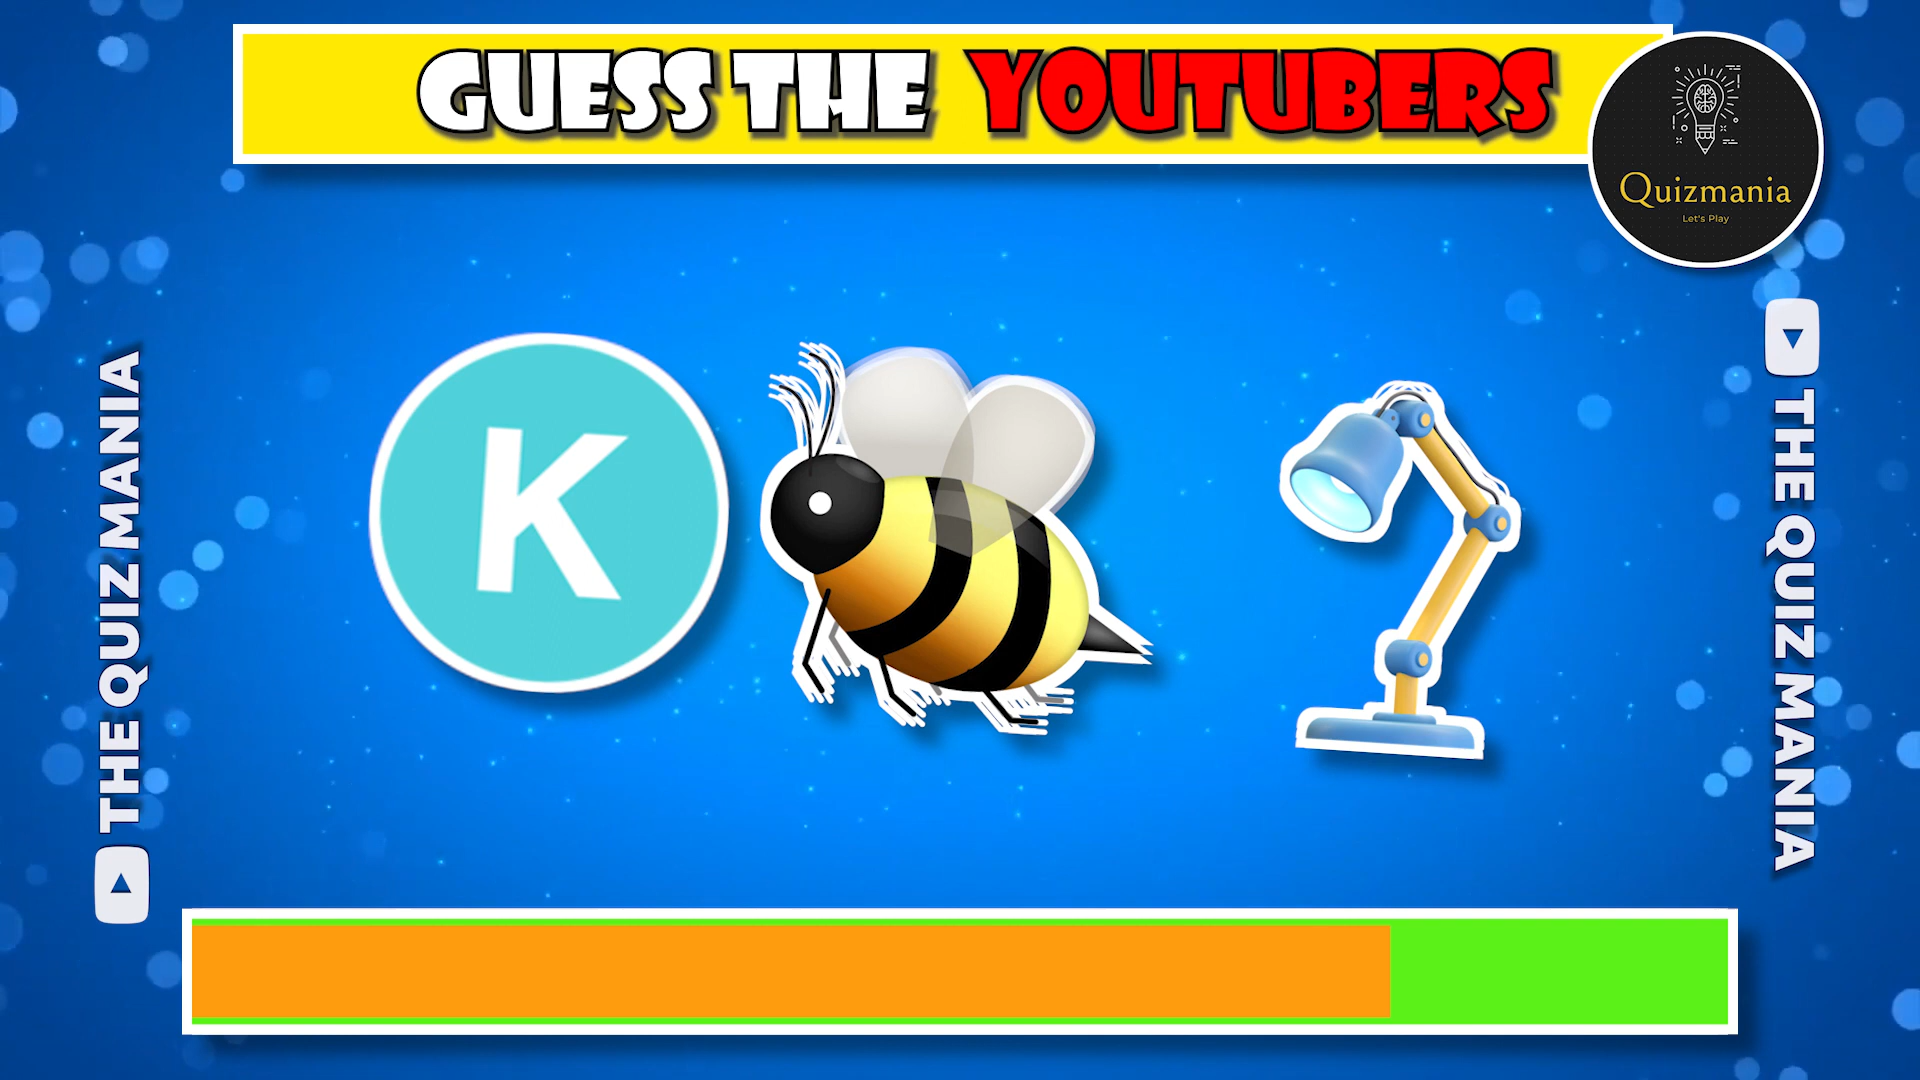 GUESS THE YOUTUBERS
Quizmania
Let's Play
K
THE QUIZ MANIA
THE QUIZ MANIA